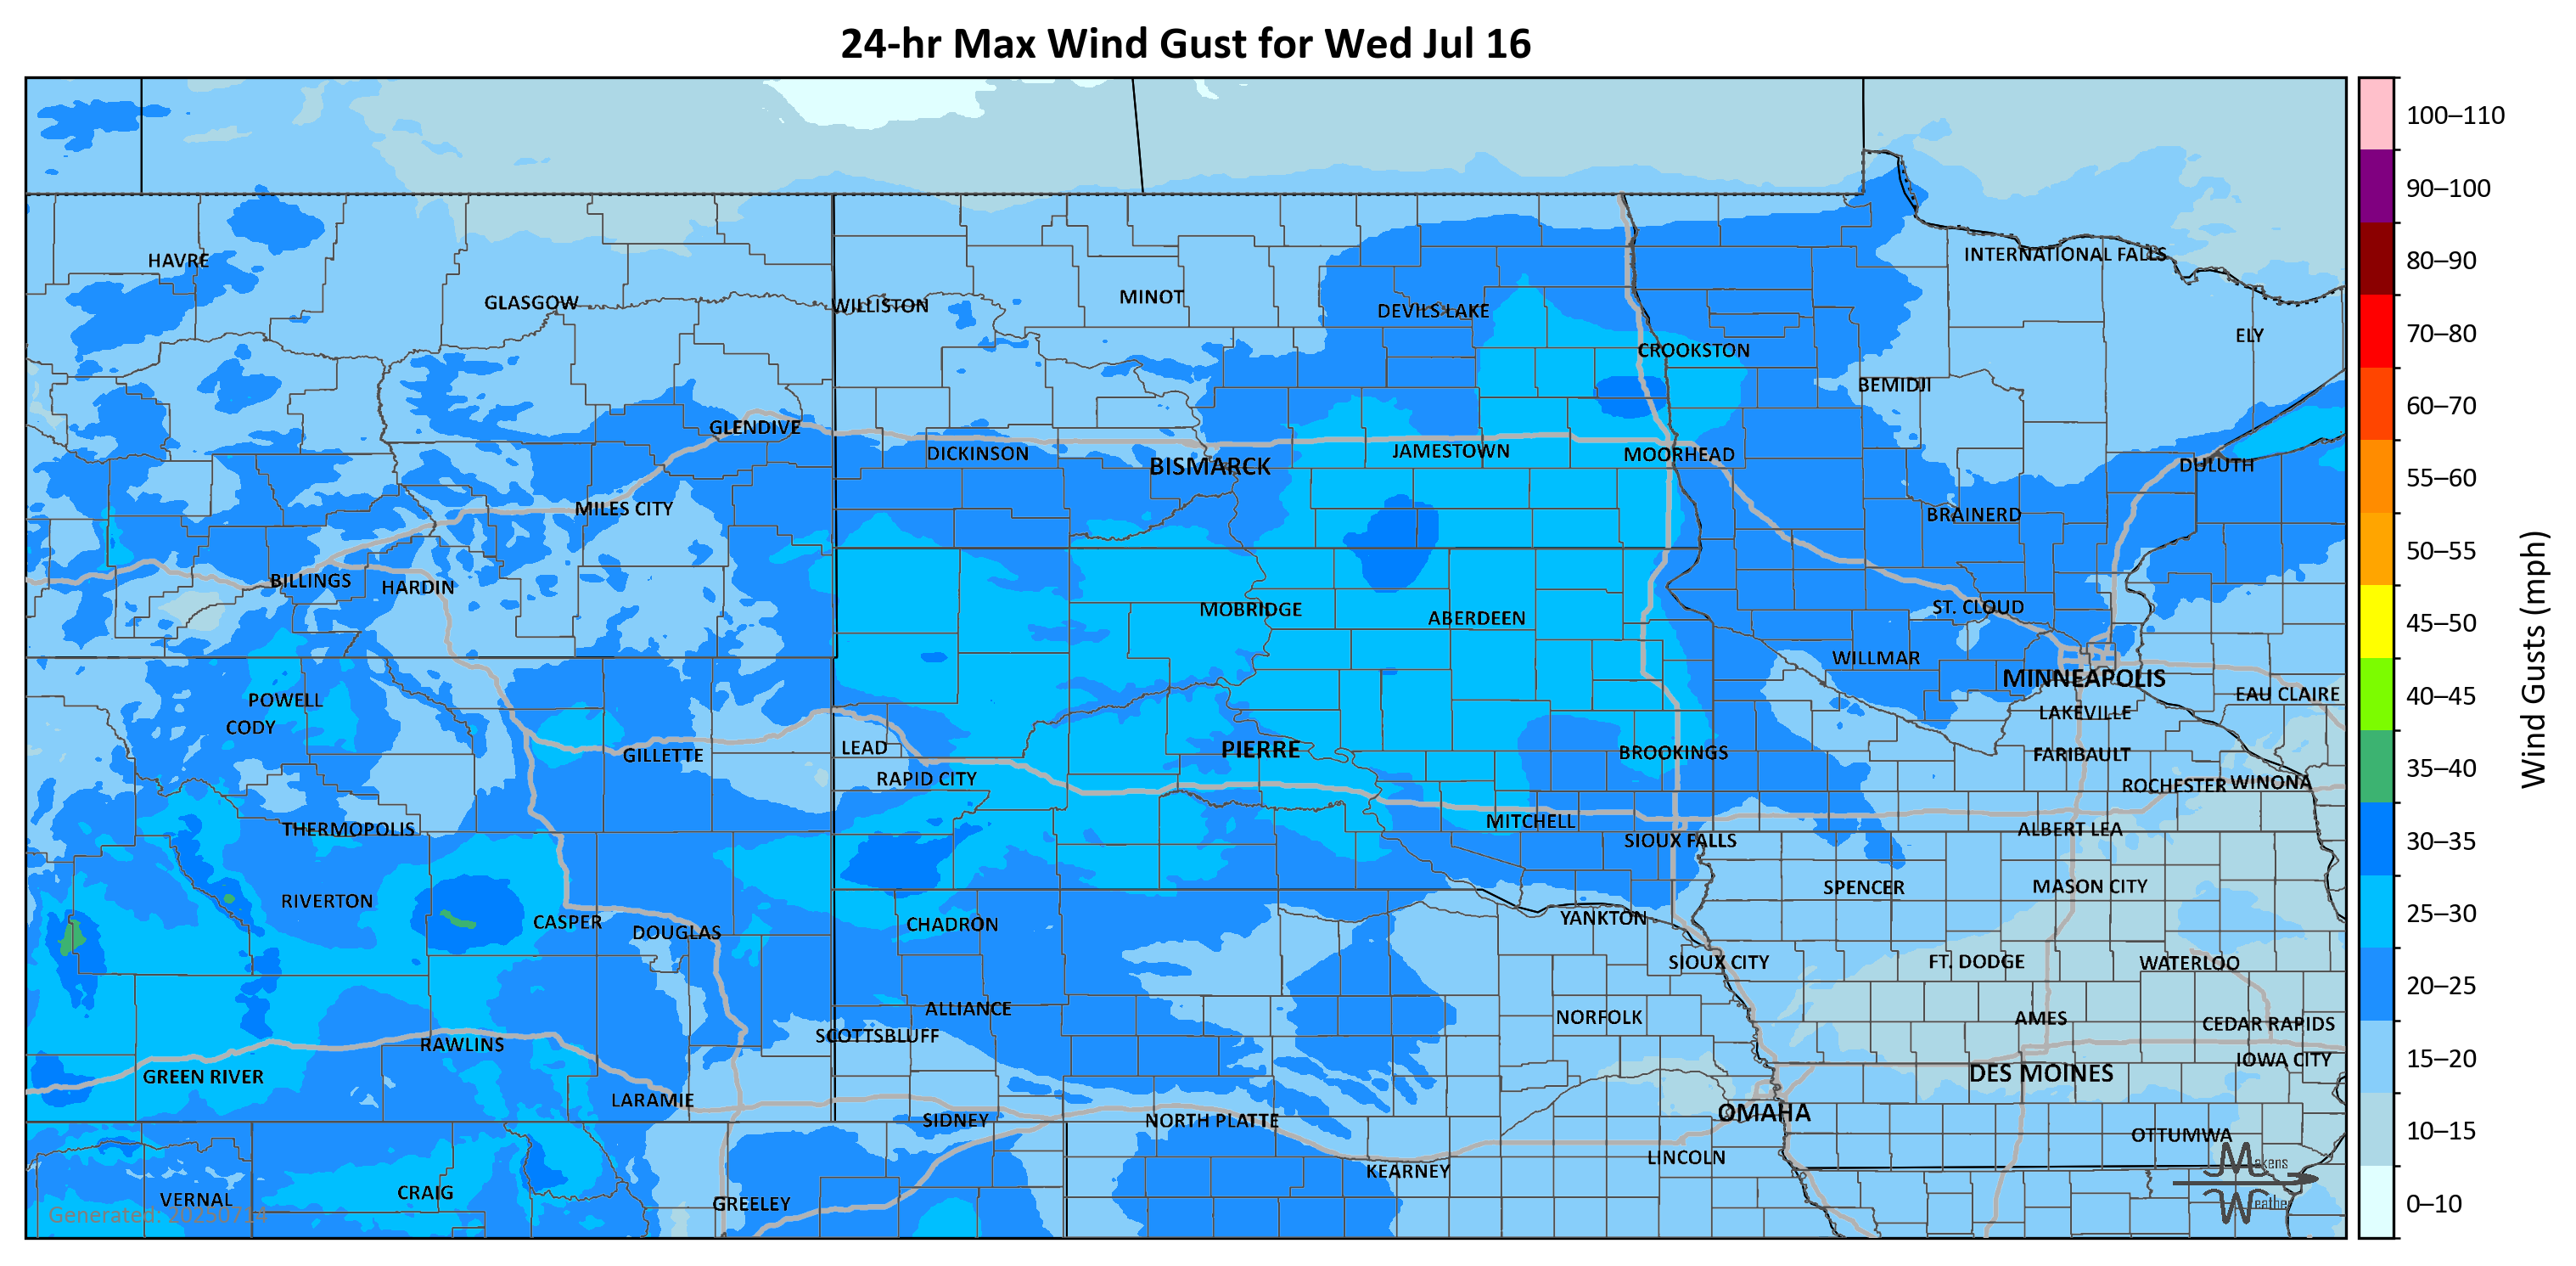 24-hr Max Wind Gust for Wed Jul 16
100–110
90–100
80–90
70–80
60–70
55–60
50–55
45–50
40–45
35–40
30–35
25–30
20–25
15–20
10–15
0–10
Wind Gusts (mph)
HAVRE
INTERNATIONAL FALLS
GLASGOW
WILLISTON
MINOT
DEVILS LAKE
ELY
CROOKSTON
BEMIDJI
GLENDIVE
DICKINSON
BISMARCK
JAMESTOWN
MOORHEAD
DULUTH
MILES CITY
BRAINERD
BILLINGS
HARDIN
MOBRIDGE
ABERDEEN
ST. CLOUD
WILLMAR
MINNEAPOLIS
EAU CLAIRE
POWELL
CODY
LAKEVILLE
GILLETTE
LEAD
PIERRE
BROOKINGS
FARIBAULT
RAPID CITY
ROCHESTER
WINONA
THERMOPOLIS
MITCHELL
SIOUX FALLS
ALBERT LEA
RIVERTON
SPENCER
MASON CITY
CASPER
DOUGLAS
CHADRON
YANKTON
SIOUX CITY
FT. DODGE
WATERLOO
ALLIANCE
NORFOLK
AMES
CEDAR RAPIDS
SCOTTSBLUFF
RAWLINS
IOWA CITY
GREEN RIVER
DES MOINES
LARAMIE
SIDNEY
NORTH PLATTE
OMAHA
OTTUMWA
KEARNEY
LINCOLN
VERNAL
CRAIG
GREELEY
Makens
Weather
Generated: 20250714